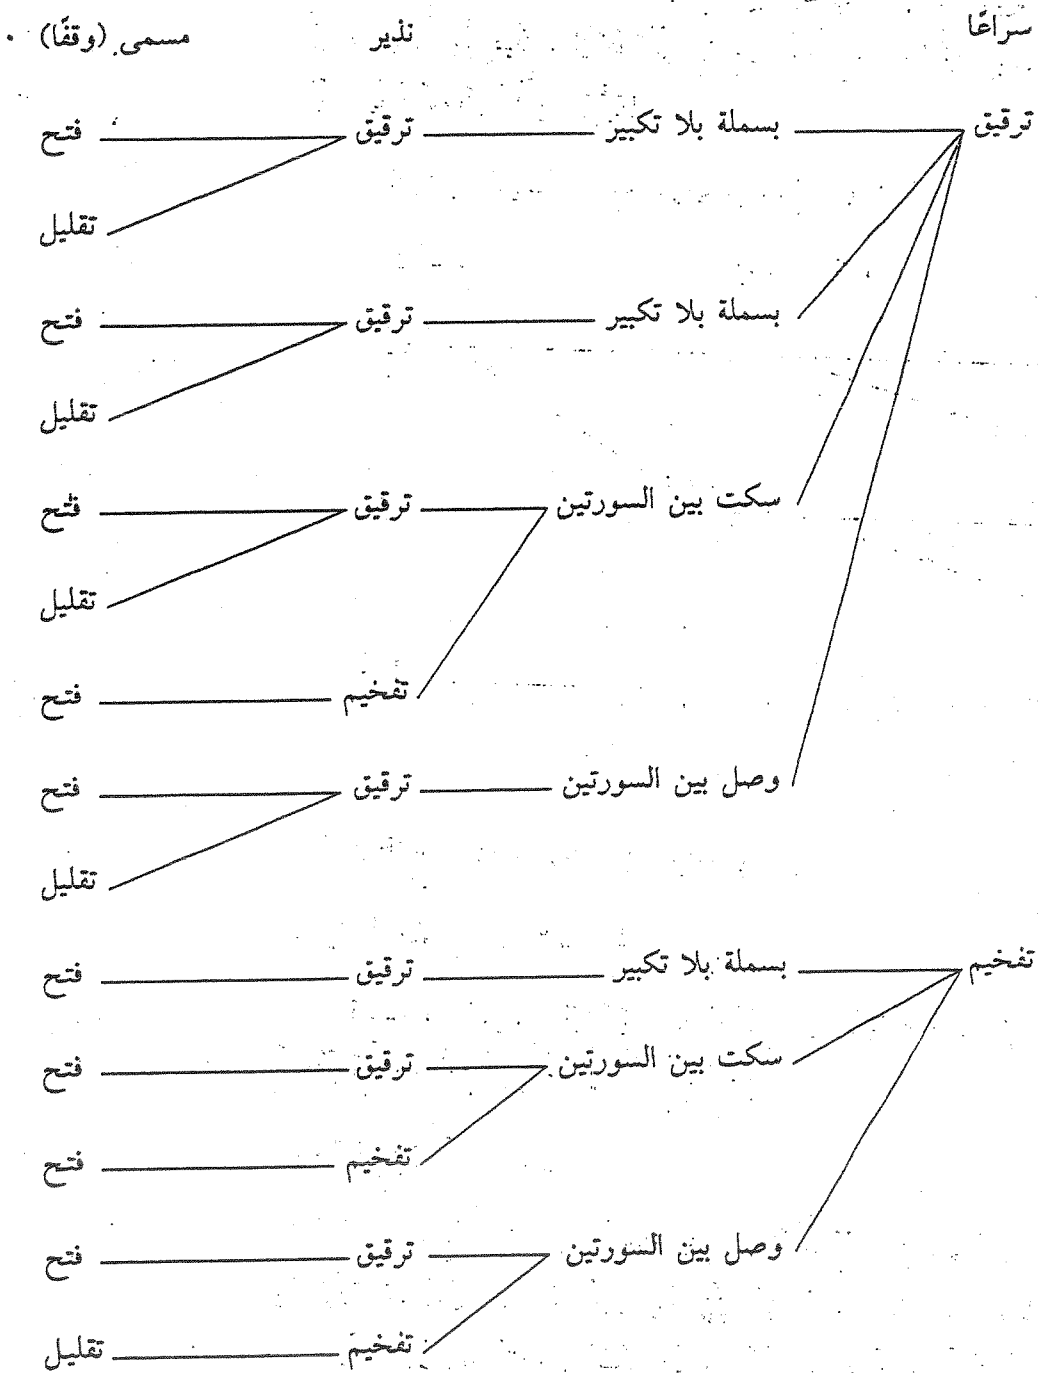 سراعًا نذير مسمى (وقفًا)
ترقيق بسملة بلا تكبير ترقيق فتح
تقليل
بسملة بلا تكبير ترقيق فتح
تقليل
سكت بين السورتين ترقيق فتح
تقليل
تفخيم فتح
وصل بين السورتين ترقيق فتح
تقليل
تفخيم بسملة بلا تكبير ترقيق فتح
سكت بين السورتين ترقيق فتح
تفخيم فتح
وصل بين السورتين ترقيق فتح
تفخيم تقليل